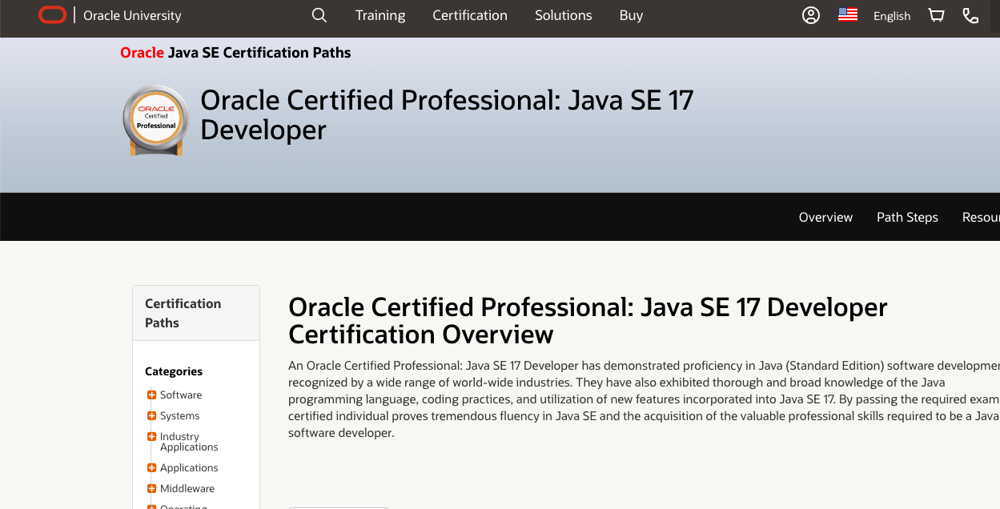 Oracle University
Training
Certification
Solutions
Buy
English
Oracle Java SE Certification Paths
ORACLE
Certified
Professional
Oracle Certified Professional: Java SE 17
Developer
Overview
Path Steps
Resour
Certification
Paths
Categories
Software
Systems
Industry
Applications
Applications
Middleware
Operating
Oracle Certified Professional: Java SE 17 Developer
Certification Overview
An Oracle Certified Professional: Java SE 17 Developer has demonstrated proficiency in Java (Standard Edition) software developmen
recognized by a wide range of world-wide industries. They have also exhibited thorough and broad knowledge of the Java
programming language, coding practices, and utilization of new features incorporated into Java SE 17. By passing the required exam
certified individual proves tremendous fluency in Java SE and the acquisition of the valuable professional skills required to be a Java
software developer.